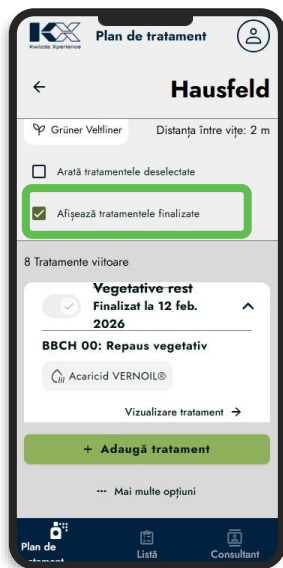 KX
Kwizda Xperience
Plan de tratament
Hausfeld
Grüner Veltliner
Distanța între vițe: 2 m
Arată tratamentele deselectate
Afișează tratamentele finalizate
8 Tratamente viitoare
Vegetative rest
Finalizat la 12 feb.
2026
BBCH 00: Repaus vegetativ
Acaricid VERNOIL®
Vizualizare tratament →
+ Adaugă tratament
··· Mai multe opțiuni
Plan de
tratament
Listă
Consultant